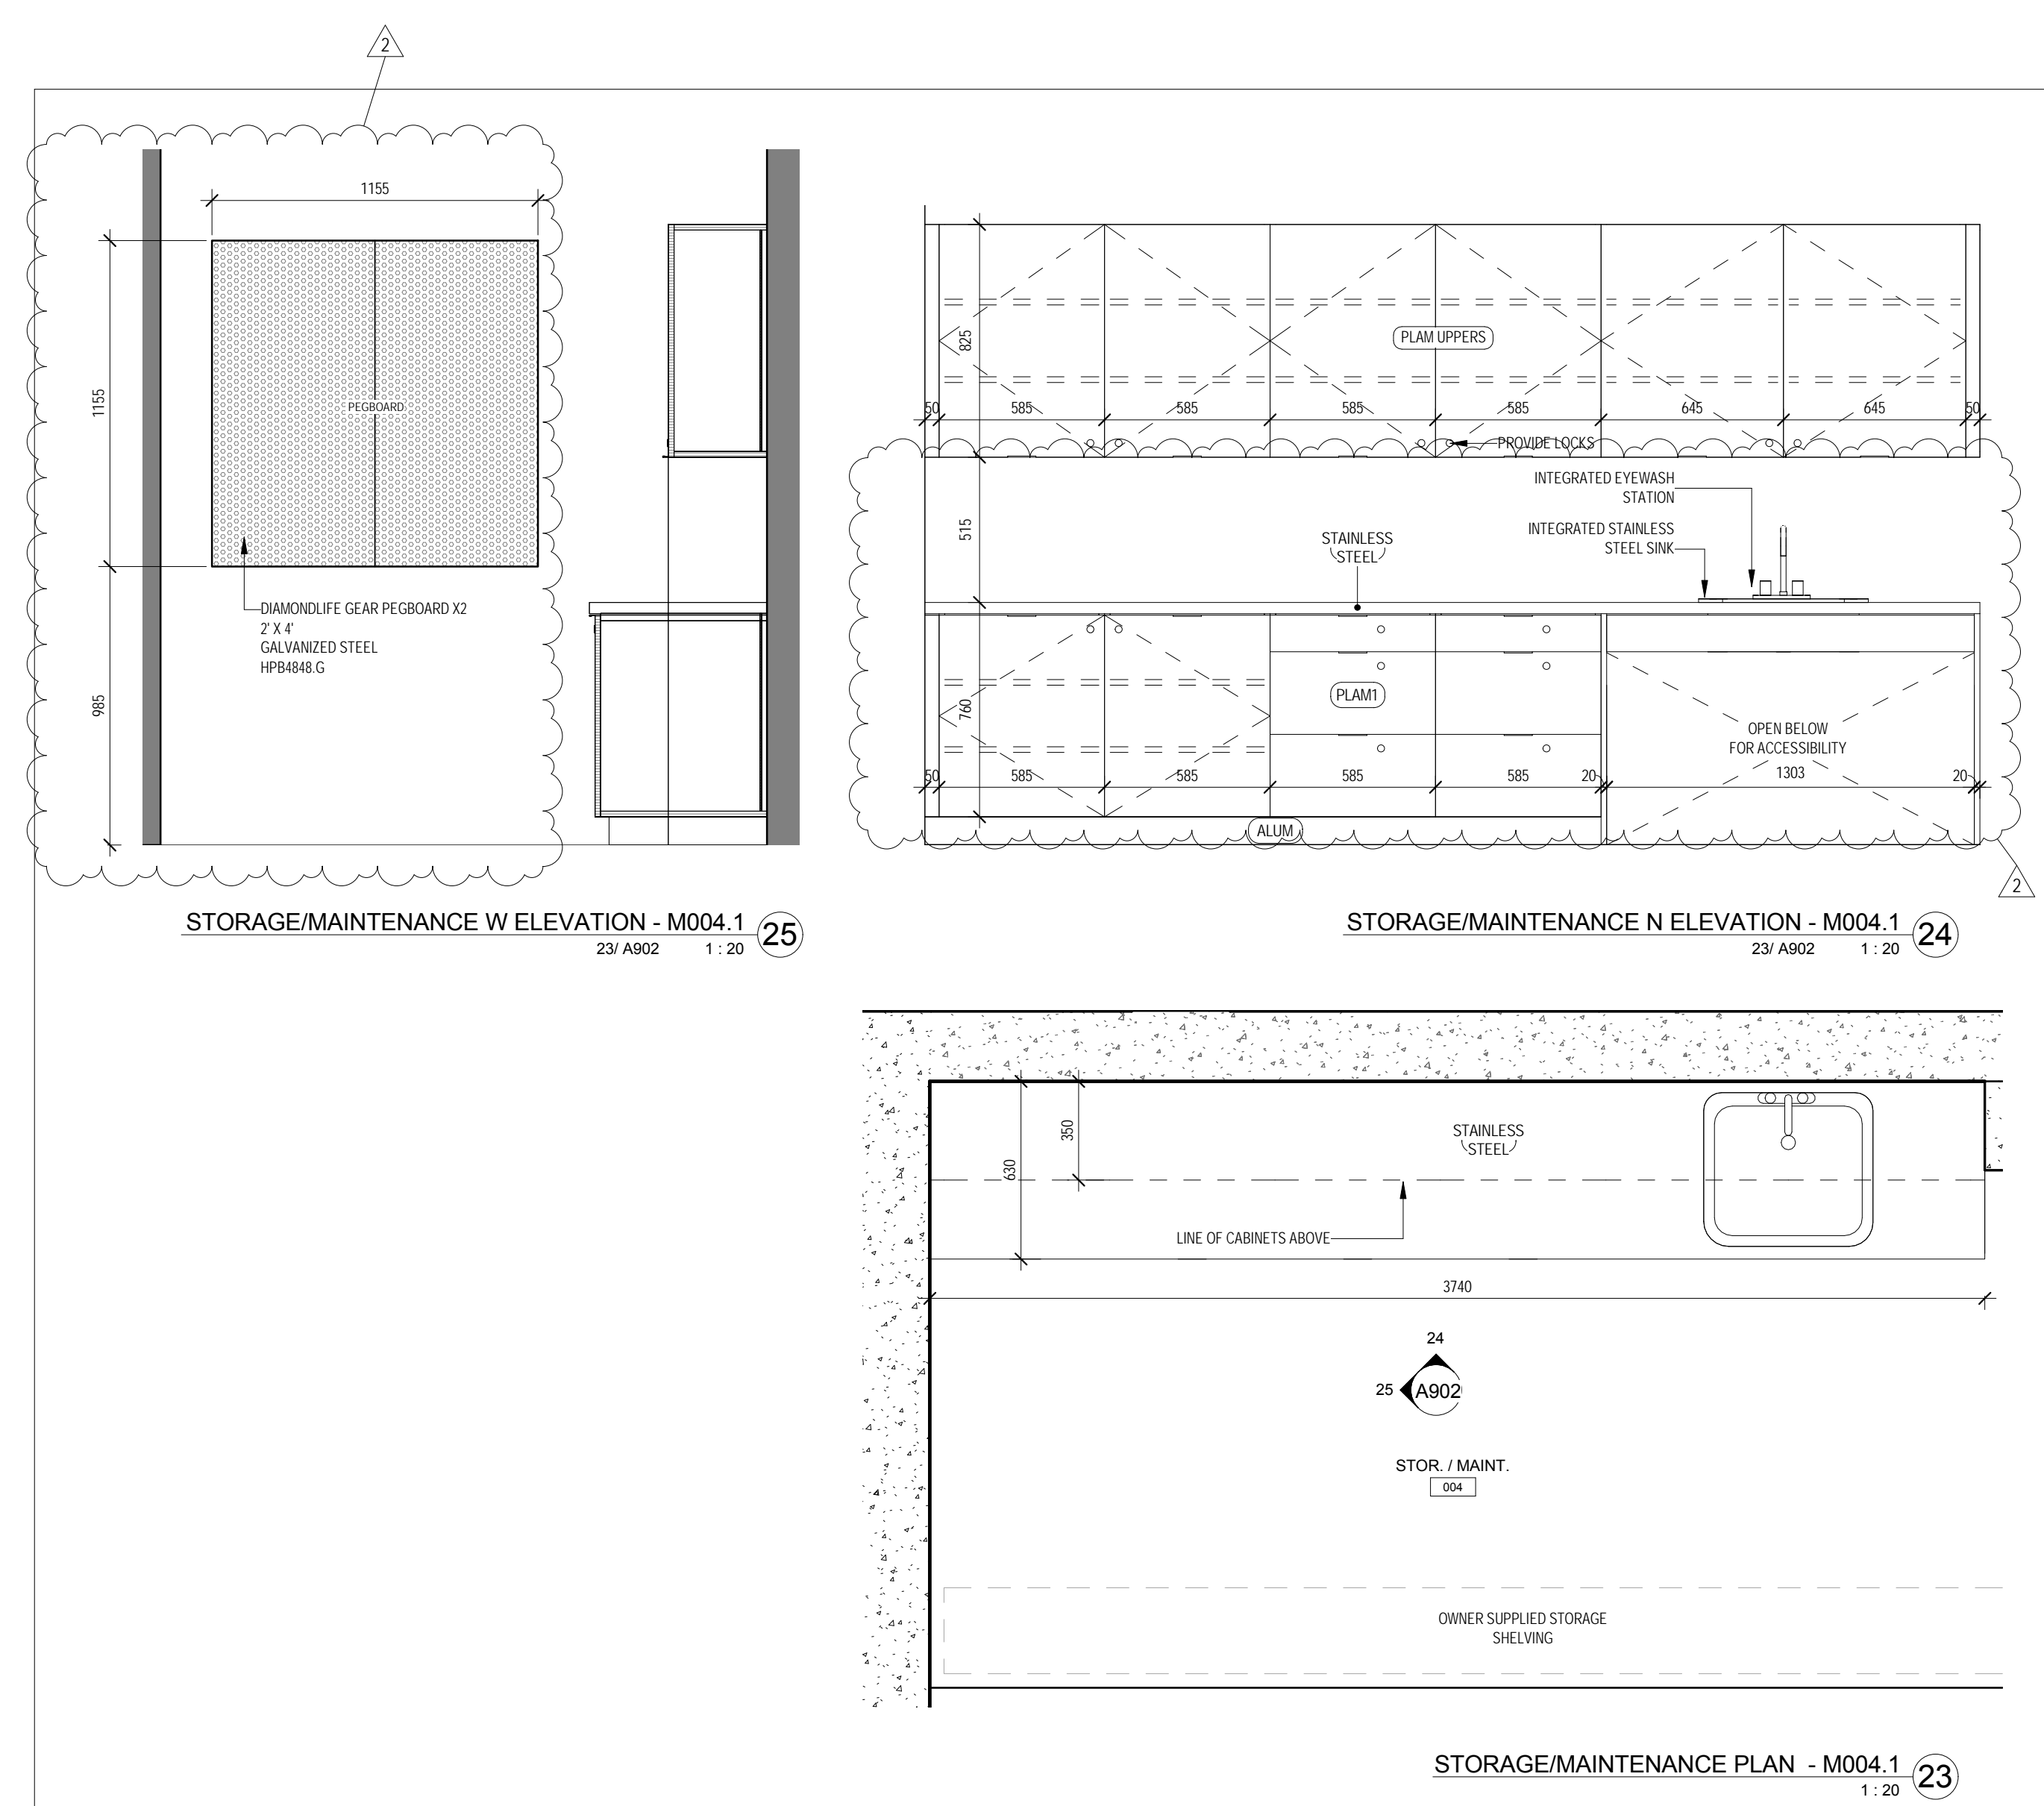 2
1155
1155
PEGBOARD
DIAMONDLIFE GEAR PEGBOARD X2
2' X 4'
GALVANIZED STEEL
HPB4848.G
985
STORAGE/MAINTENANCE W ELEVATION - M004.1
25
23/ A902
1 : 20
825
PLAM UPPERS
50
585
585
585
585
645
645
50
PROVIDE LOCKS
INTEGRATED EYEWASH
STATION
515
STAINLESS
STEEL
INTEGRATED STAINLESS
STEEL SINK
760
PLAM1
OPEN BELOW
FOR ACCESSIBILITY
50
585
585
585
585
20
1303
20
ALUM
2
STORAGE/MAINTENANCE N ELEVATION - M004.1
24
23/ A902
1 : 20
350
630
STAINLESS
STEEL
LINE OF CABINETS ABOVE
3740
24
25
A902
STOR. / MAINT.
004
OWNER SUPPLIED STORAGE
SHELVING
STORAGE/MAINTENANCE PLAN - M004.1
23
1 : 20